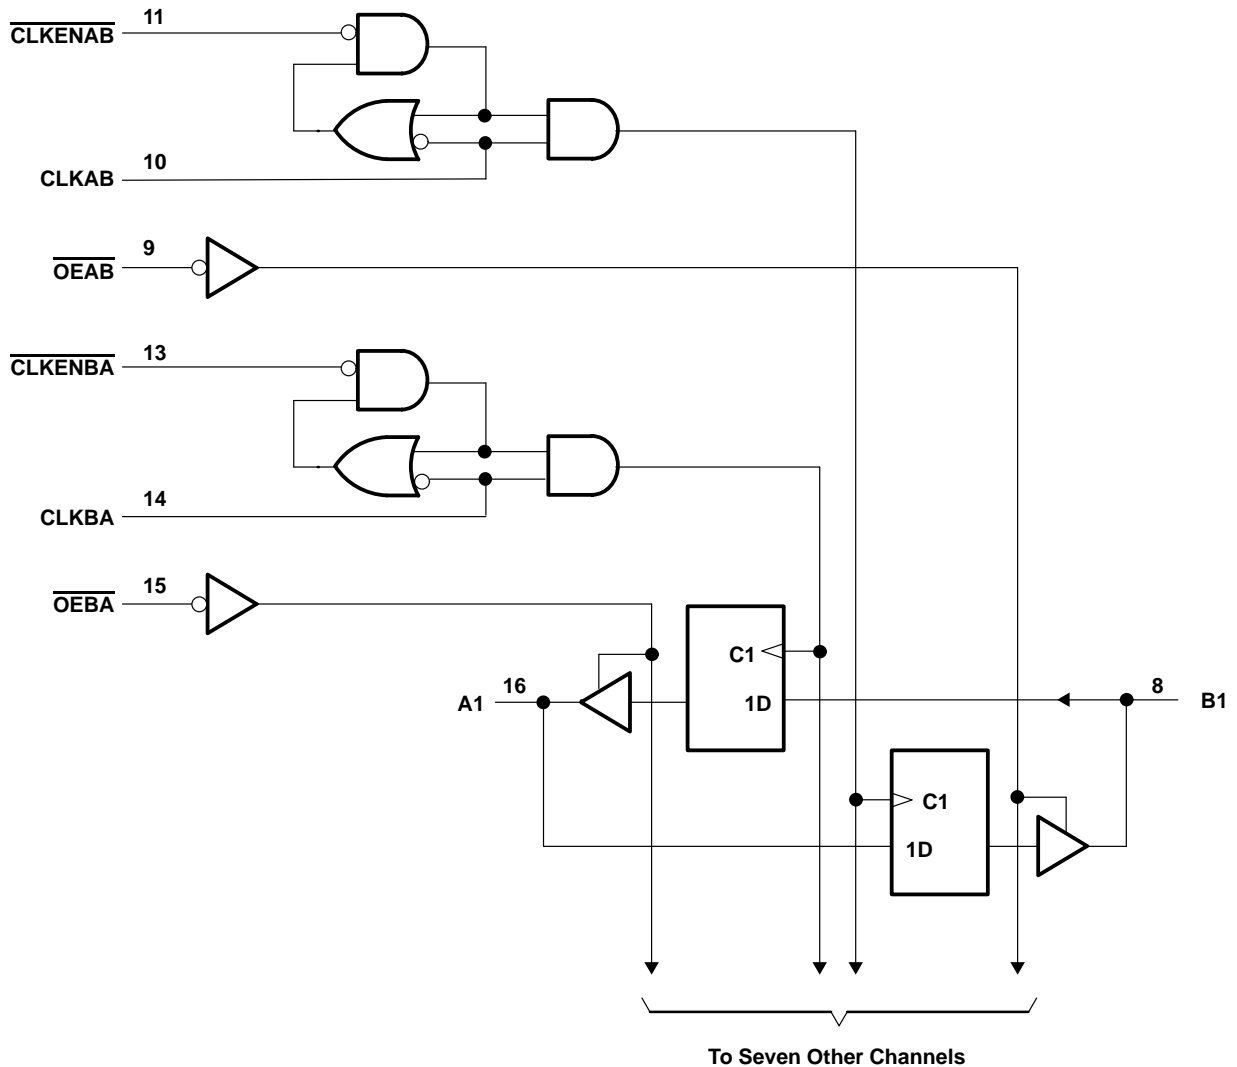 11
CLKENAB
10
CLKAB
9
OEAB
13
CLKENBA
14
CLKBA
15
OEBA
C1
16
A1
1D
8
B1
C1
1D
To Seven Other Channels